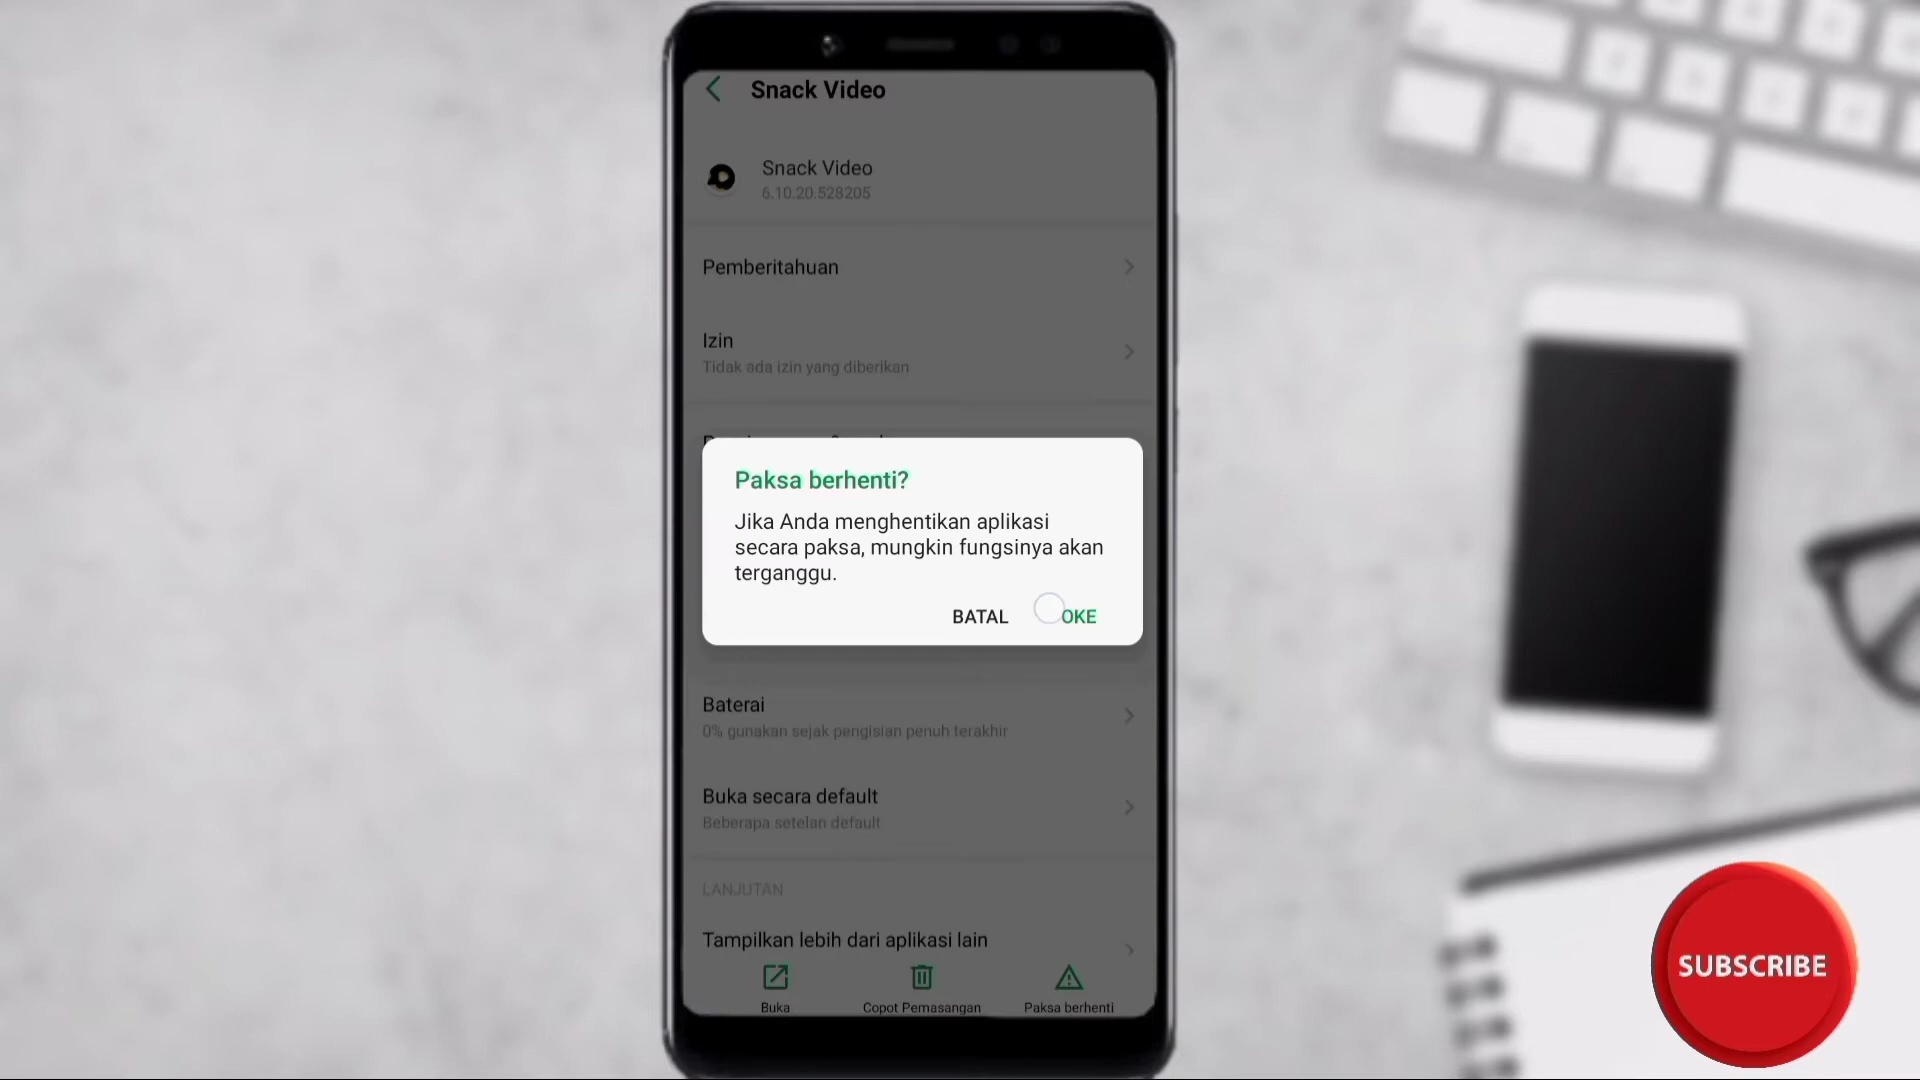 Snack Video
Snack Video
6.10.20.528205
Pemberitahuan
Izin
Tidak ada izin yang diberikan
Paksa berhenti?
Jika Anda menghentikan aplikasi
secara paksa, mungkin fungsinya akan
terganggu.
BATAL
OKE
Baterai
0% gunakan sejak pengisian penuh terakhir
Buka secara default
Beberapa setelan default
LANJUTAN
Tampilkan lebih dari aplikasi lain
Buka
Copot Pemasangan
Paksa berhenti
SUBSCRIBE